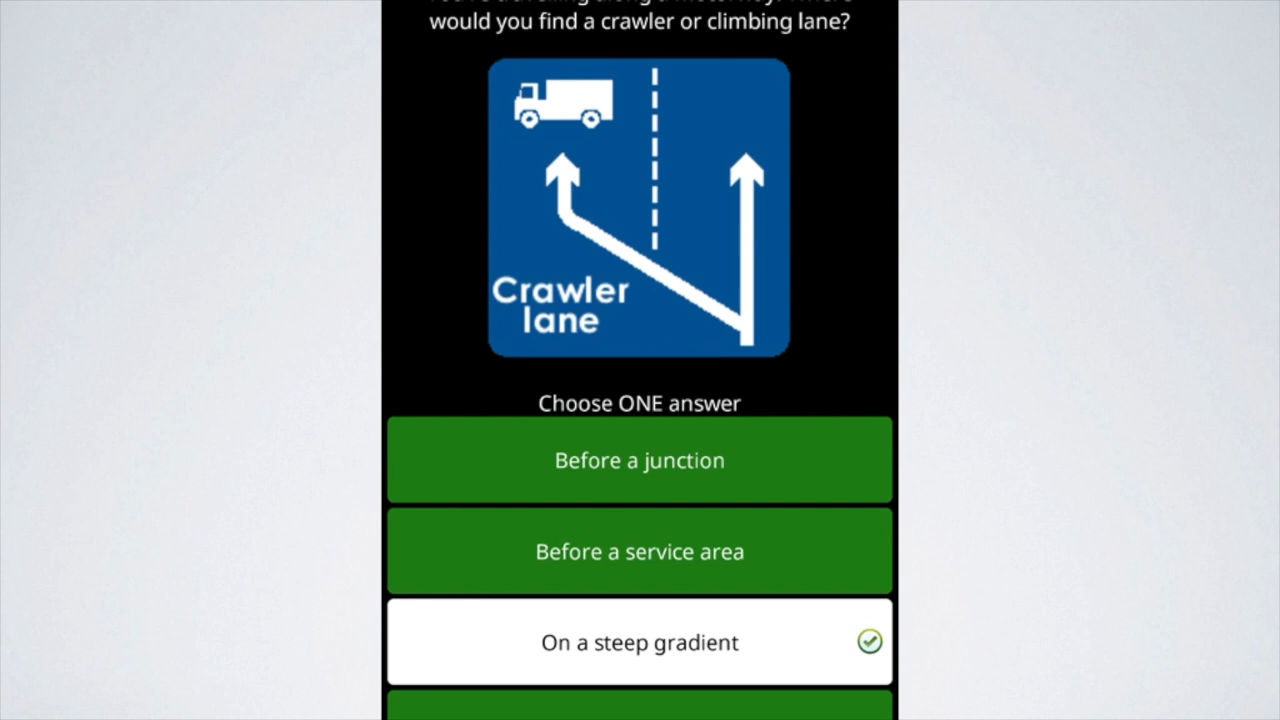 would you find a crawler or climbing lane?
Crawler
lane
Choose ONE answer
Before a junction
Before a service area
On a steep gradient